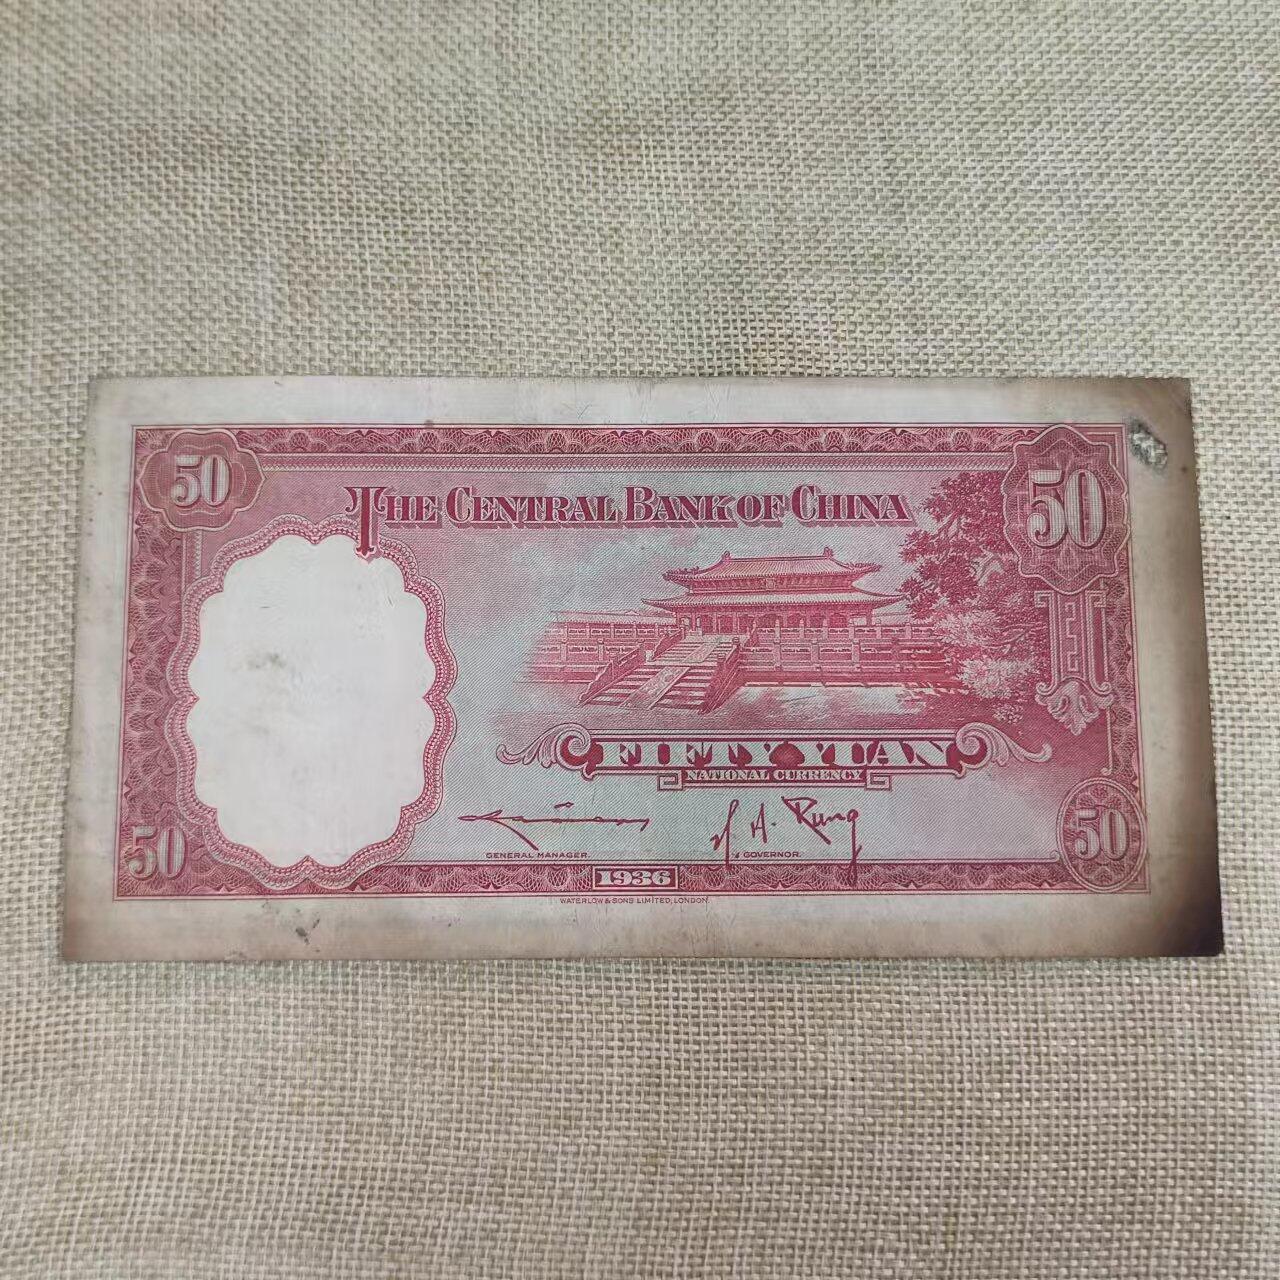 50
50
THE CENTRAL BANK OF CHINA
FIFTY YUAN
NATIONAL CURRENCY
H. H. Kung
GENERAL MANAGER.
GOVERNOR.
50
50
1936
WATERLOW & SONS LIMITED, LONDON.